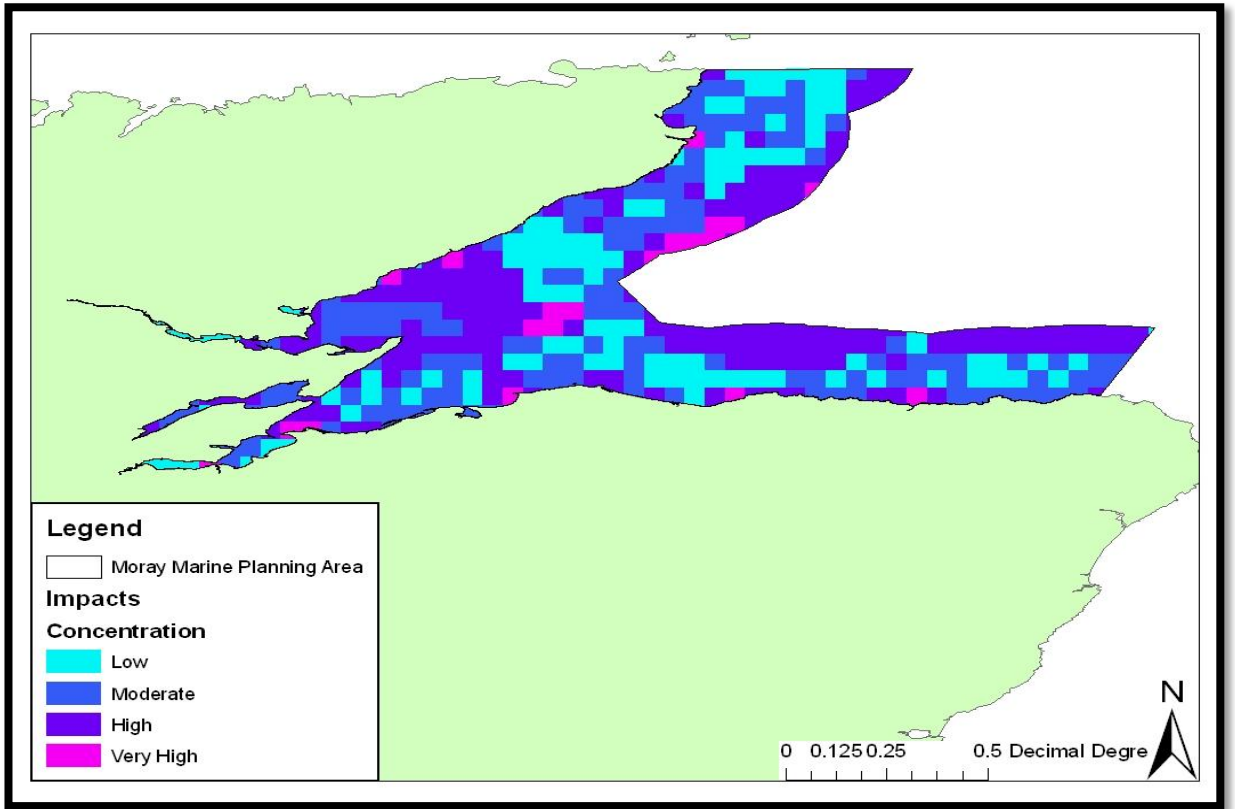 Legend
Moray Marine Planning Area
Impacts
Concentration
Low
Moderate
High
Very High
N
0 0.125 0.25 0.5 Decimal Degre